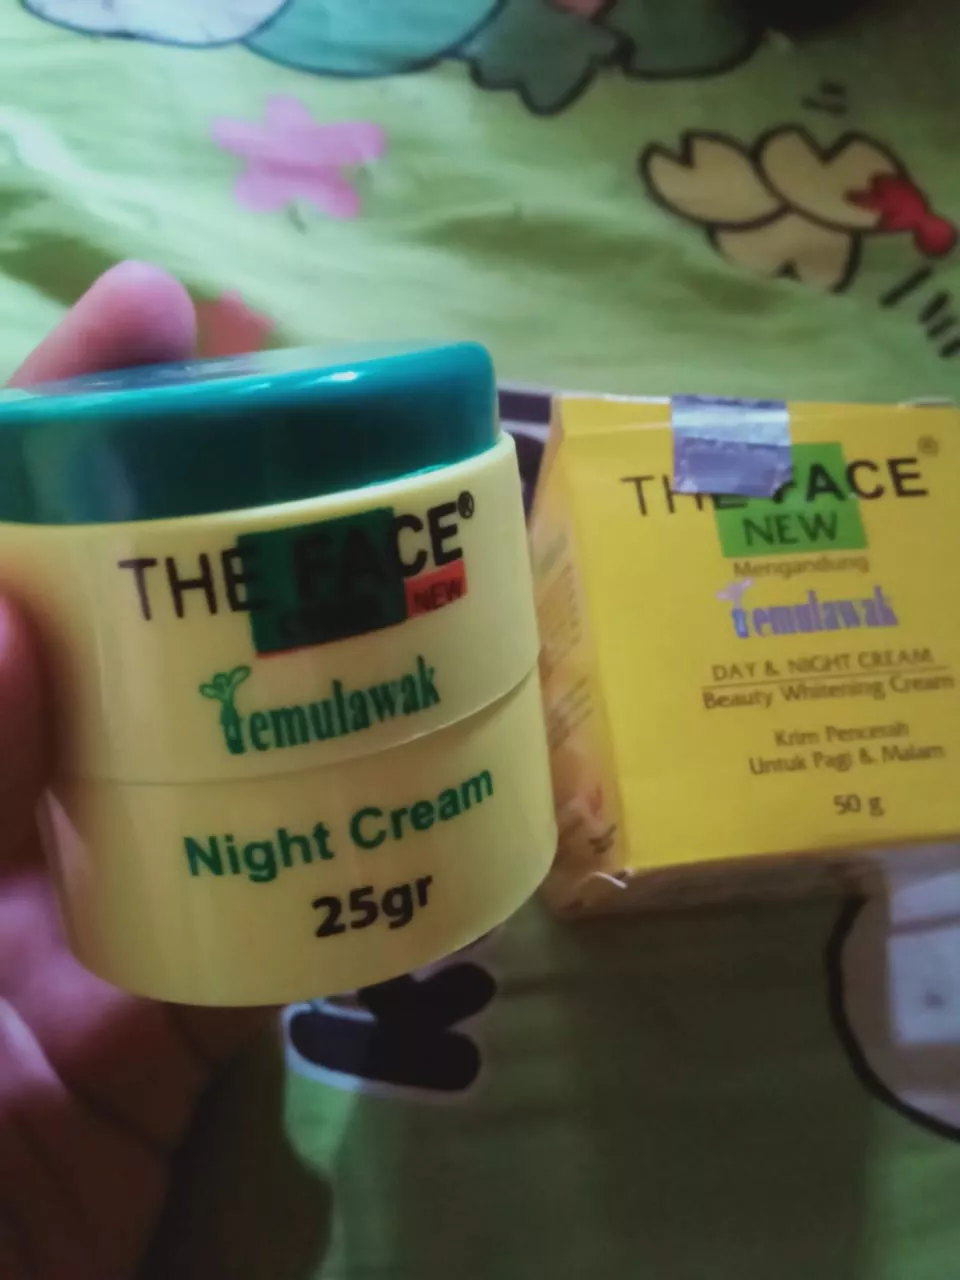 THE FACE®
NEW
Temulawak
Night Cream
25gr
THE FACE®
NEW
Mengandung
Temulawak
DAY & NIGHT CREAM
Beauty Whitening Cream
Krim Pencerah
Untuk Pagi & Malam
50 g